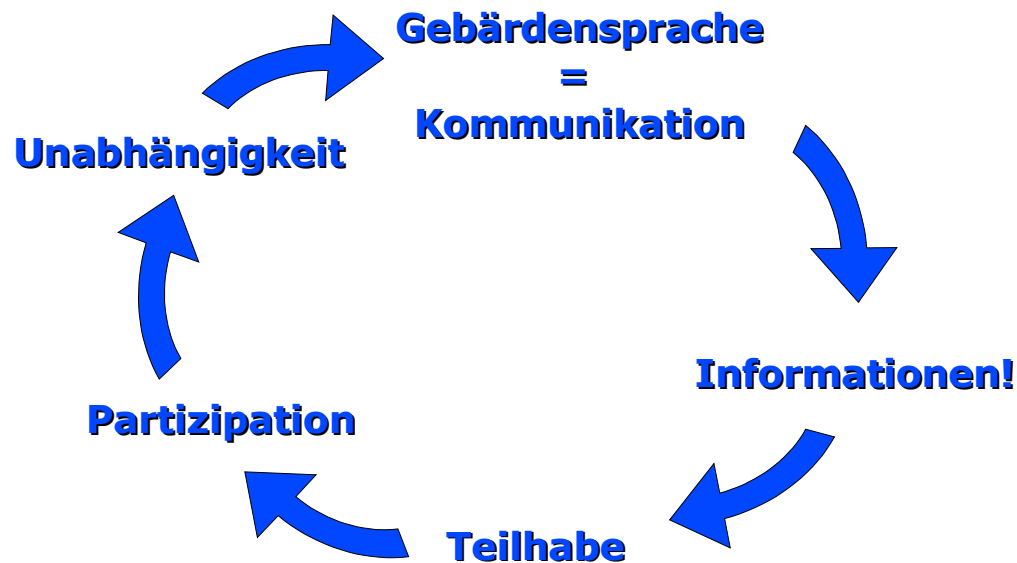 Gebärdensprache
=
Kommunikation
Informationen!
Teilhabe
Partizipation
Unabhängigkeit